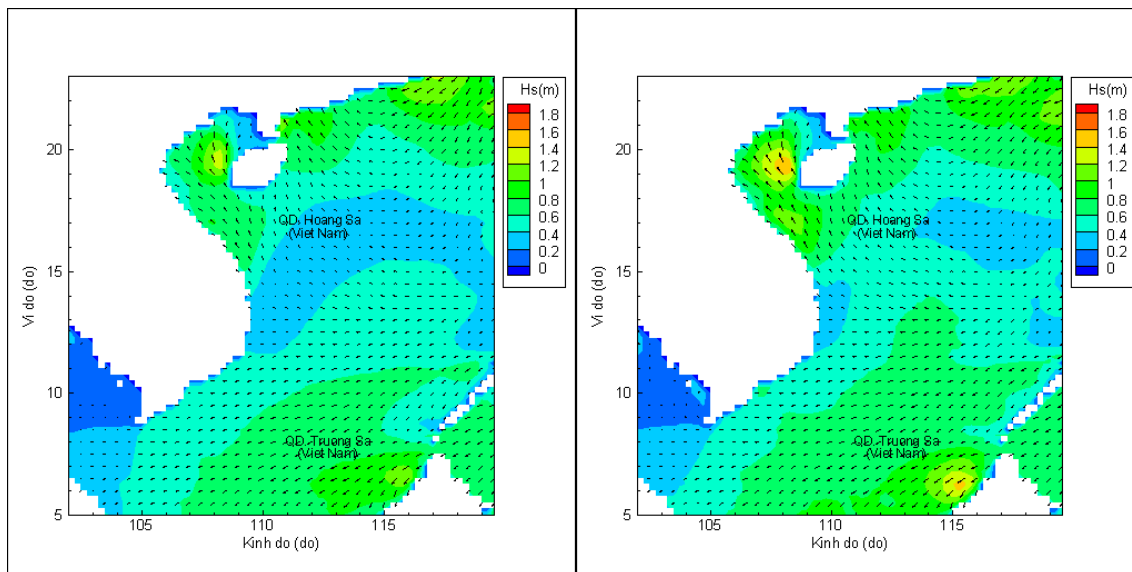 Hs(m)
1.8
1.6
1.4
1.2
1
0.8
0.6
0.4
0.2
0
20
15
10
5
Vi do (do)
QD. Hoang Sa
(Viet Nam)
QD. Truong Sa
(Viet Nam)
105
110
115
Kinh do (do)
Hs(m)
1.8
1.6
1.4
1.2
1
0.8
0.6
0.4
0.2
0
20
15
10
5
Vi do (do)
QD. Hoang Sa
(Viet Nam)
QD. Truong Sa
(Viet Nam)
105
110
115
Kinh do (do)